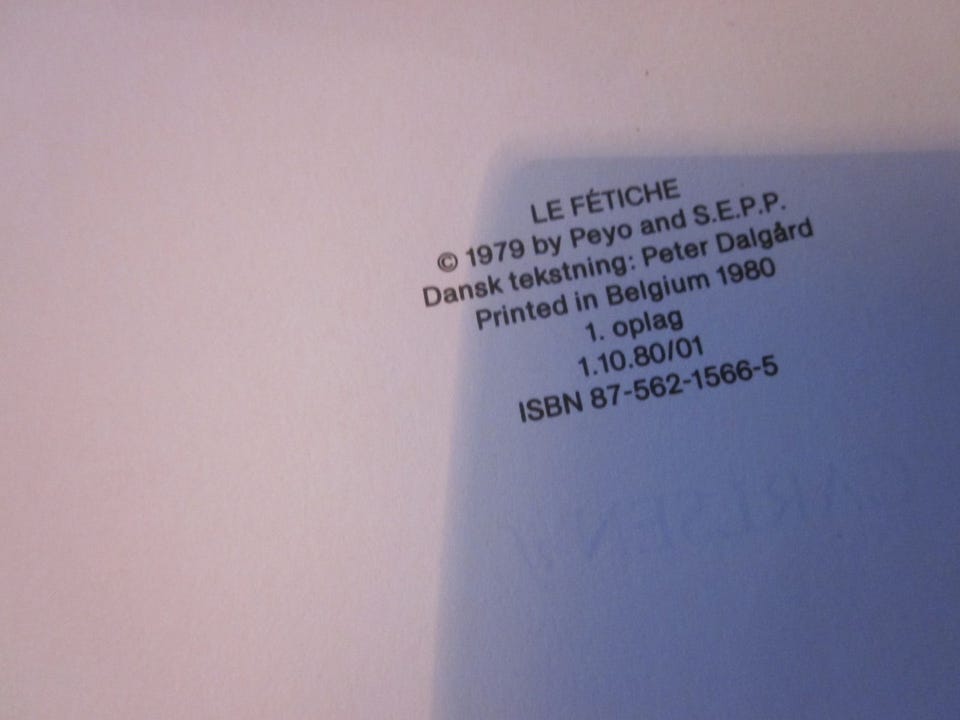 LE FÉTICHE
© 1979 by Peyo and S.E.P.P.
Dansk tekstning: Peter Dalgård
Printed in Belgium 1980
1. oplag
1.10.80/01
ISBN 87-562-1566-5
CARLSEN